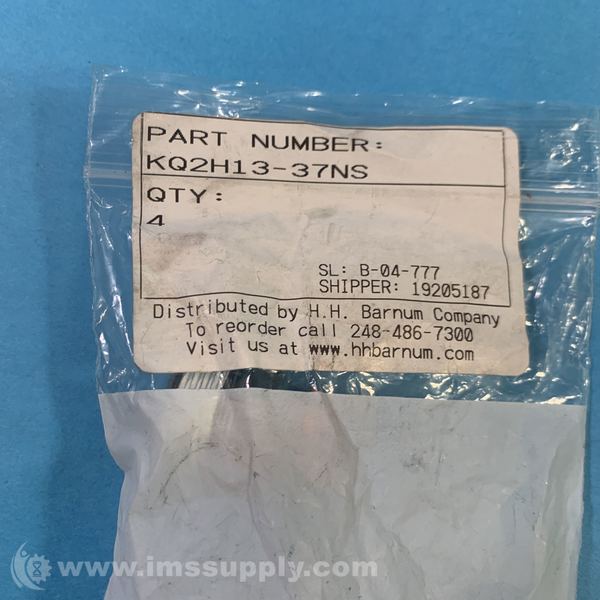 PART NUMBER:
KQ2H13-37NS
QTY:
4
SL: B-04-777
SHIPPER: 19205187
Distributed by H.H. Barnum Company
To reorder call 248-486-7300
Visit us at www.hhbarnum.com
www.imssupply.com